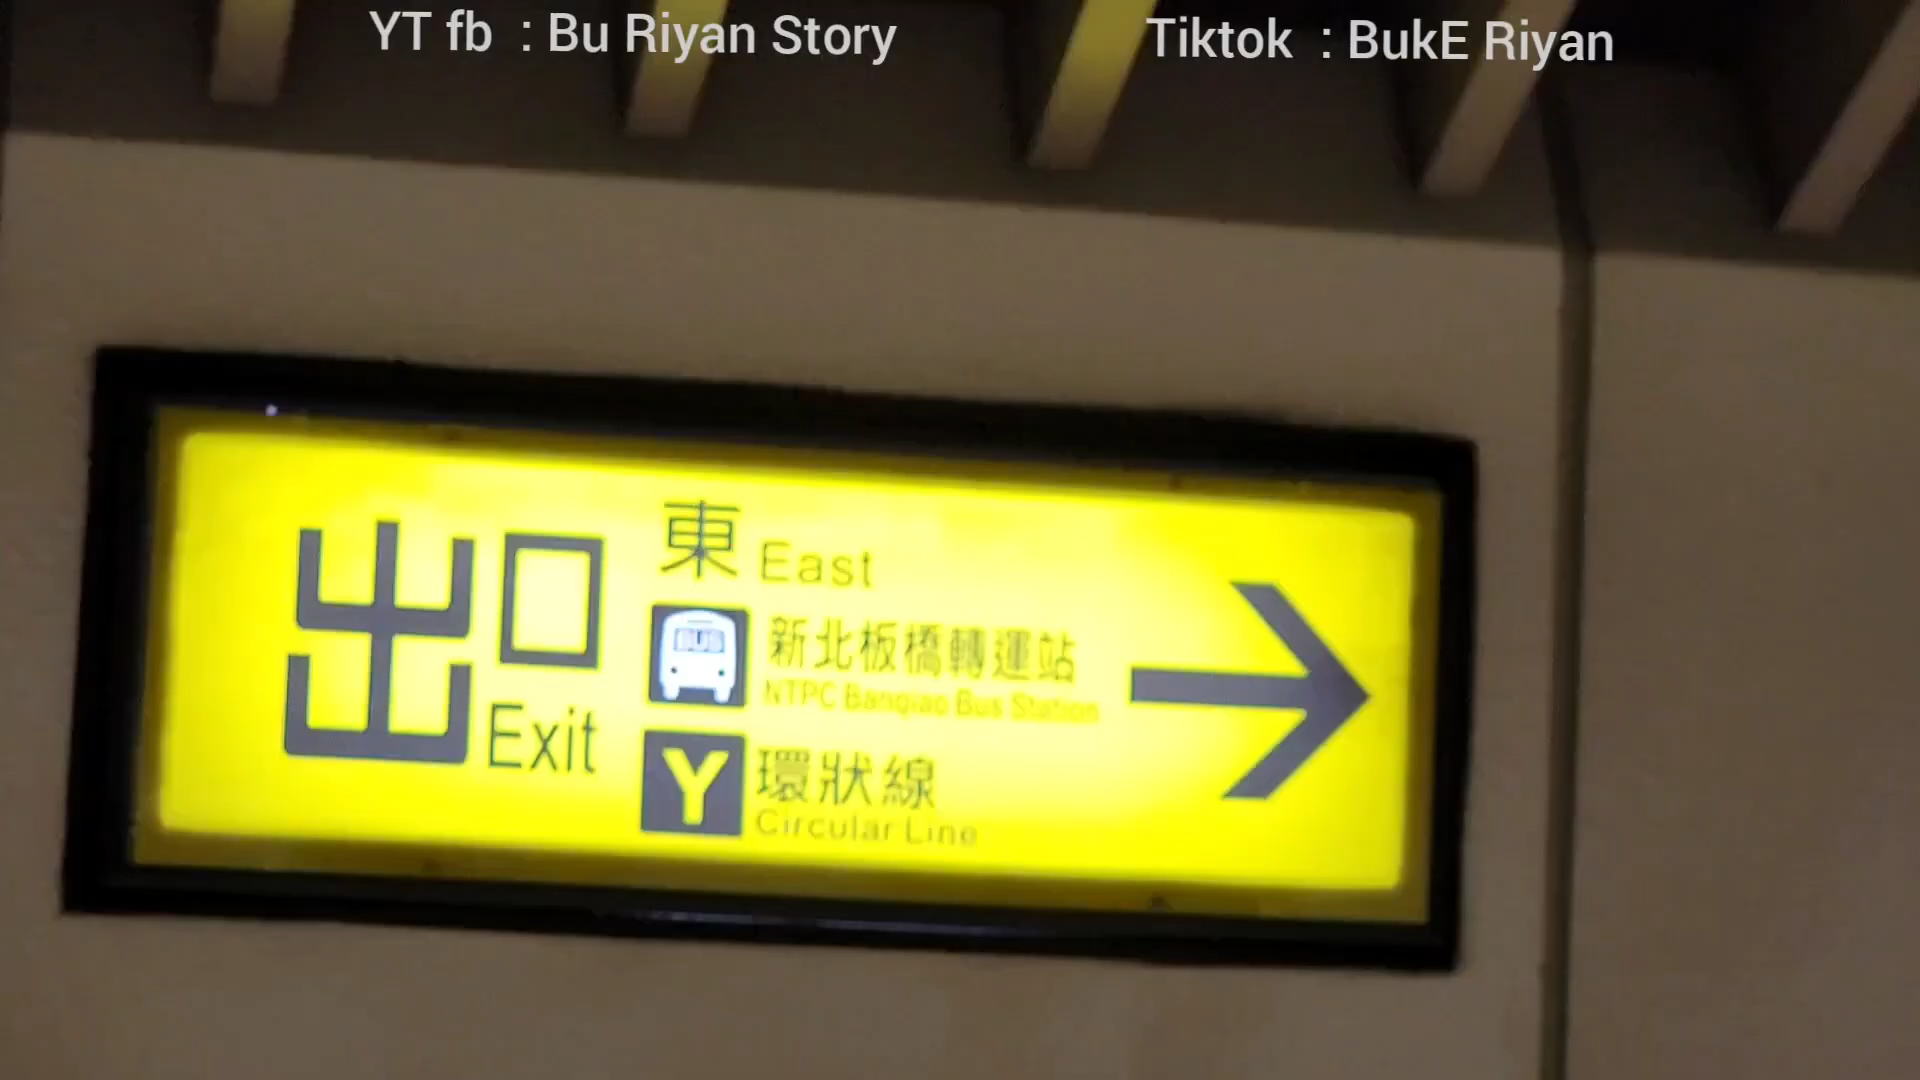 YT fb : Bu Riyan Story
Tiktok : BukE Riyan
出口
Exit
東 East
BUS
新北板橋轉運站
NTPC Banqiao Bus Station
Y
環狀線
Circular Line